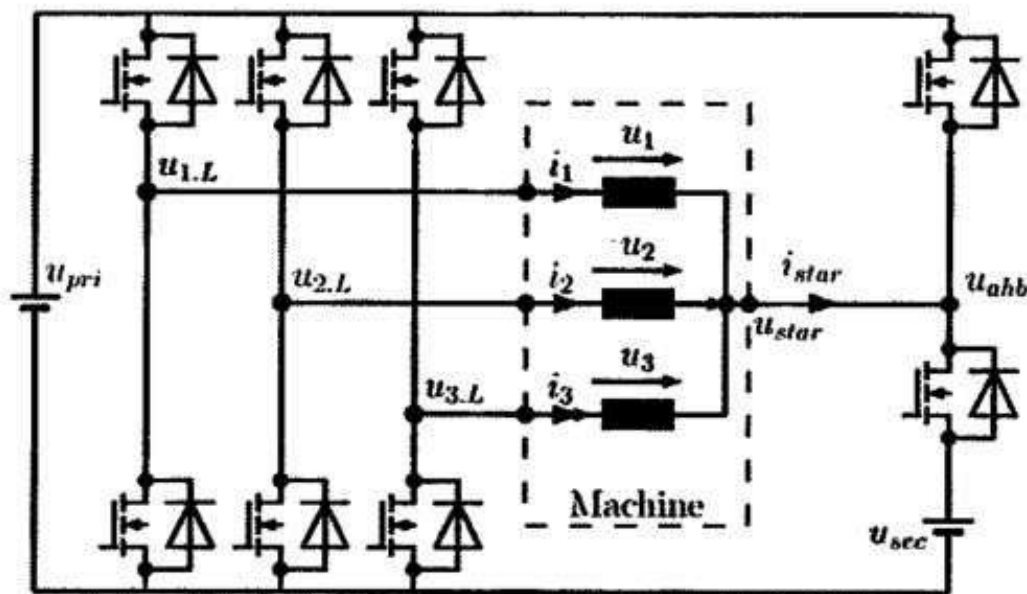 u1.L
u1
i1
upri
u2.L
i2
u2
istar
uahb
ustar
u3.L
i3
u3
Machine
usec